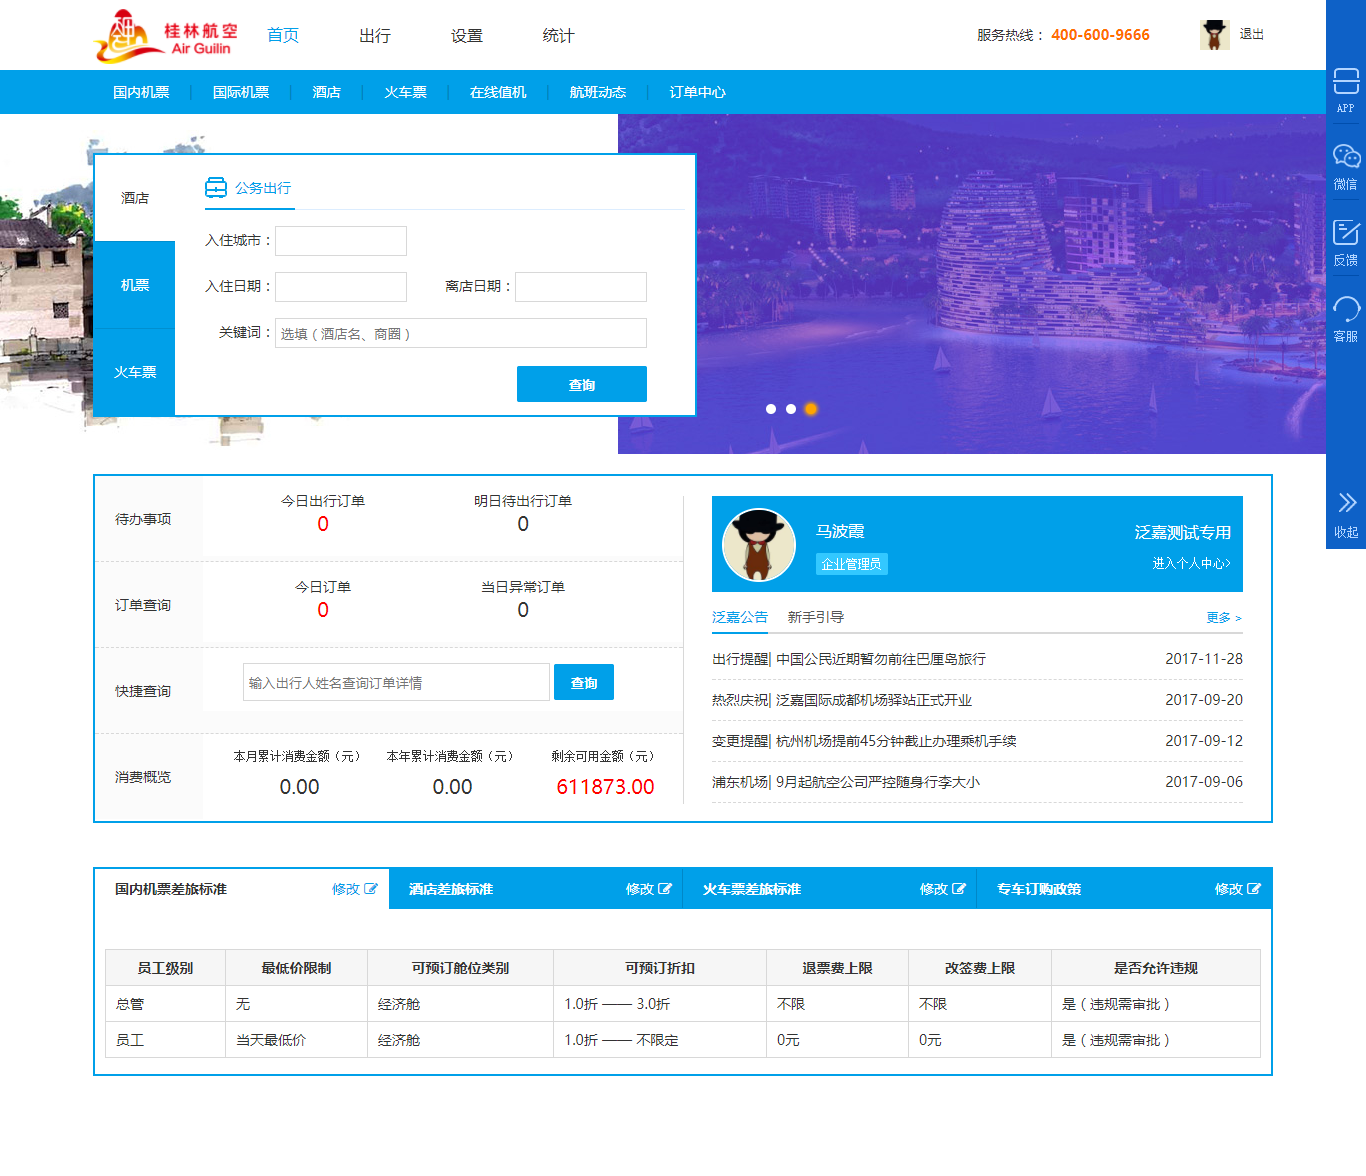 桂林航空
Air Guilin
首页 出行 设置 统计
服务热线： 400-600-9666
退出
国内机票 | 国际机票 | 酒店 | 火车票 | 在线值机 | 航班动态 | 订单中心
APP
微信
反馈
客服
收起
酒店
机票
火车票
公务出行
入住城市：
入住日期：
离店日期：
关键词：
选填（酒店名、商圈）
查询
待办事项
今日出行订单
0
明日待出行订单
0
订单查询
今日订单
0
当日异常订单
0
快捷查询
输入出行人姓名查询订单详情
查询
消费概览
本月累计消费金额（元）
0.00
本年累计消费金额（元）
0.00
剩余可用金额（元）
611873.00
马波霞
企业管理员
泛嘉测试专用
进入个人中心>
泛嘉公告 新手引导 更多 >
出行提醒| 中国公民近期暂勿前往巴厘岛旅行 2017-11-28
热烈庆祝| 泛嘉国际成都机场驿站正式开业 2017-09-20
变更提醒| 杭州机场提前45分钟截止办理乘机手续 2017-09-12
浦东机场| 9月起航空公司严控随身行李大小 2017-09-06
国内机票差旅标准 修改 酒店差旅标准 修改 火车票差旅标准 修改 专车订购政策 修改
员工级别 最低价限制 可预订舱位类别 可预订折扣 退票费上限 改签费上限 是否允许违规
总管 无 经济舱 1.0折 —— 3.0折 不限 不限 是（违规需审批）
员工 当天最低价 经济舱 1.0折 —— 不限定 0元 0元 是（违规需审批）